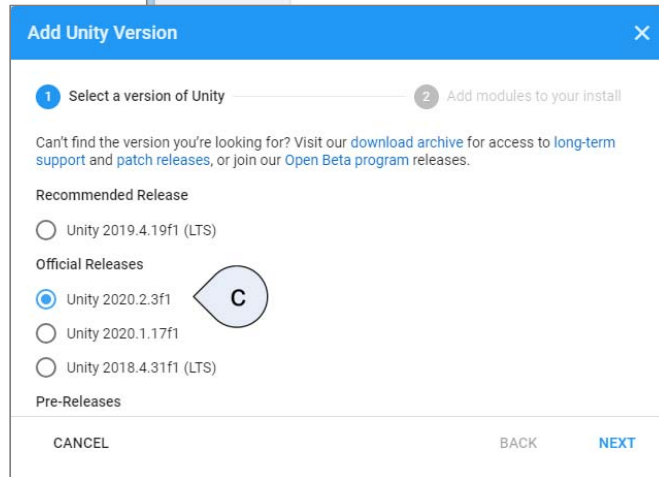 Add Unity Version
1 Select a version of Unity 2 Add modules to your install
Can't find the version you're looking for? Visit our download archive for access to long-term
support and patch releases, or join our Open Beta program releases.
Recommended Release
Unity 2019.4.19f1 (LTS)
Official Releases
Unity 2020.2.3f1 C
Unity 2020.1.17f1
Unity 2018.4.31f1 (LTS)
Pre-Releases
CANCEL BACK NEXT